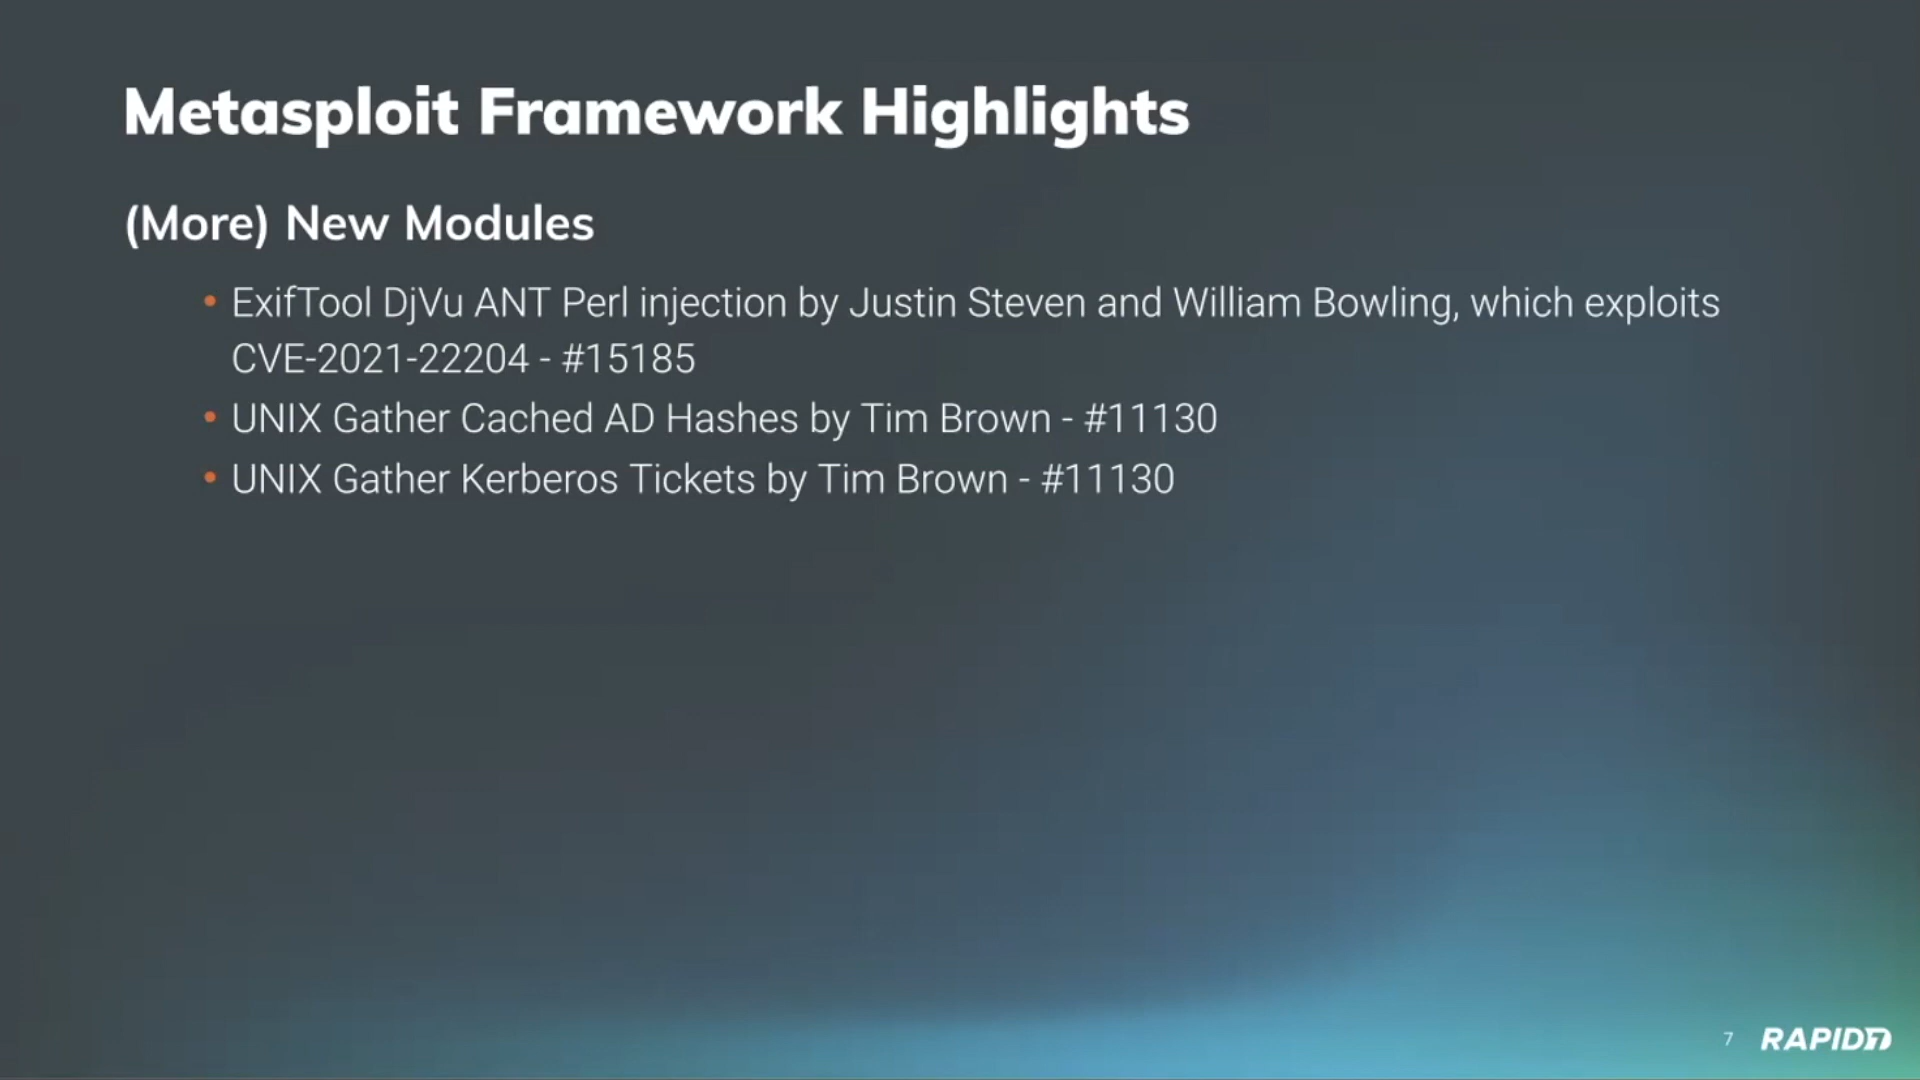 Metasploit Framework Highlights
(More) New Modules
• ExifTool DjVu ANT Perl injection by Justin Steven and William Bowling, which exploits
CVE-2021-22204 - #15185
• UNIX Gather Cached AD Hashes by Tim Brown - #11130
• UNIX Gather Kerberos Tickets by Tim Brown - #11130
7 RAPID7